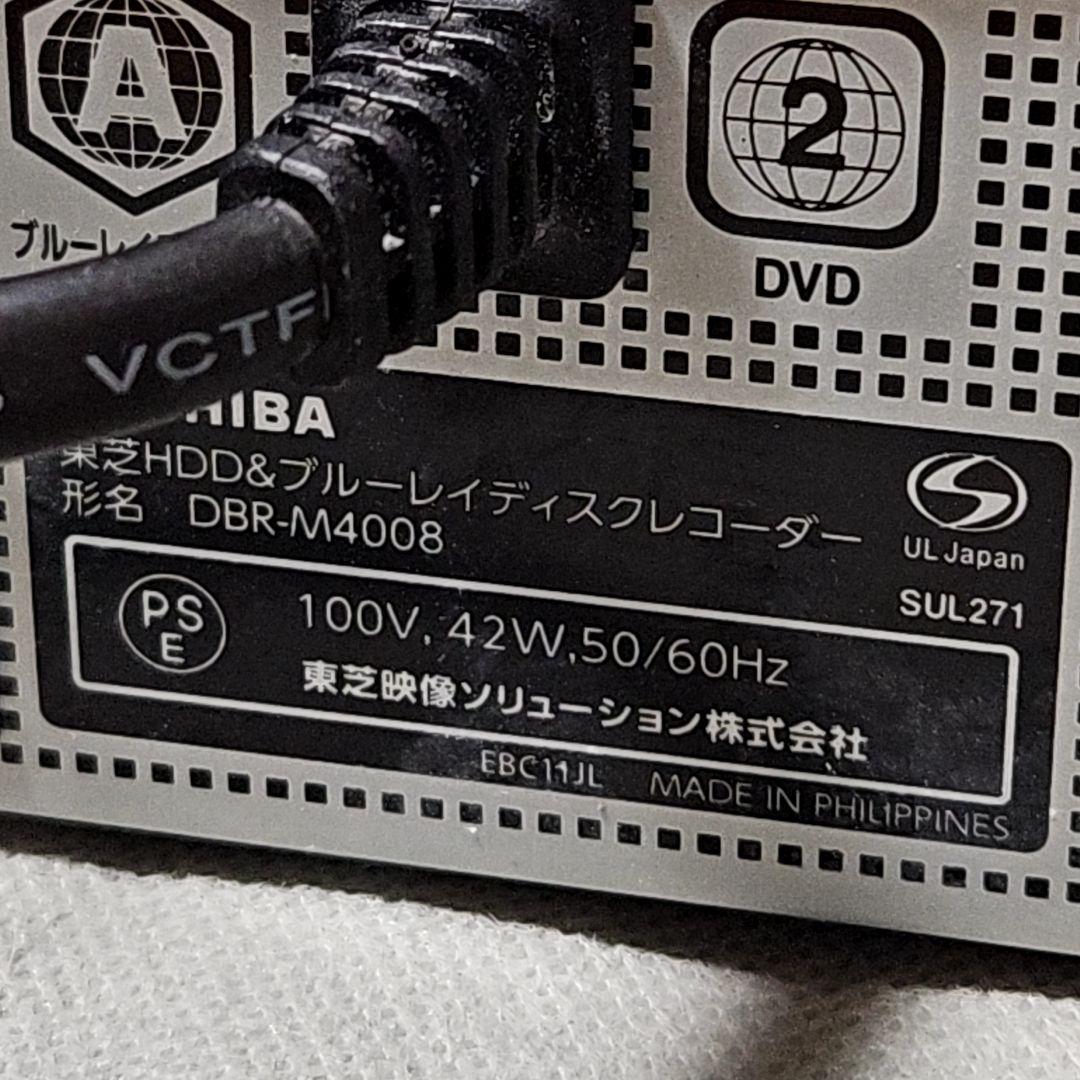 A
2
ブルーレイ
DVD
VCTF
HIBA
東芝HDD&ブルーレイディスクレコーダー
形名 DBR-M4008
UL Japan
SUL271
PS
E
100V, 42W,50/60Hz
東芝映像ソリューション株式会社
EBC11JL MADE IN PHILIPPINES